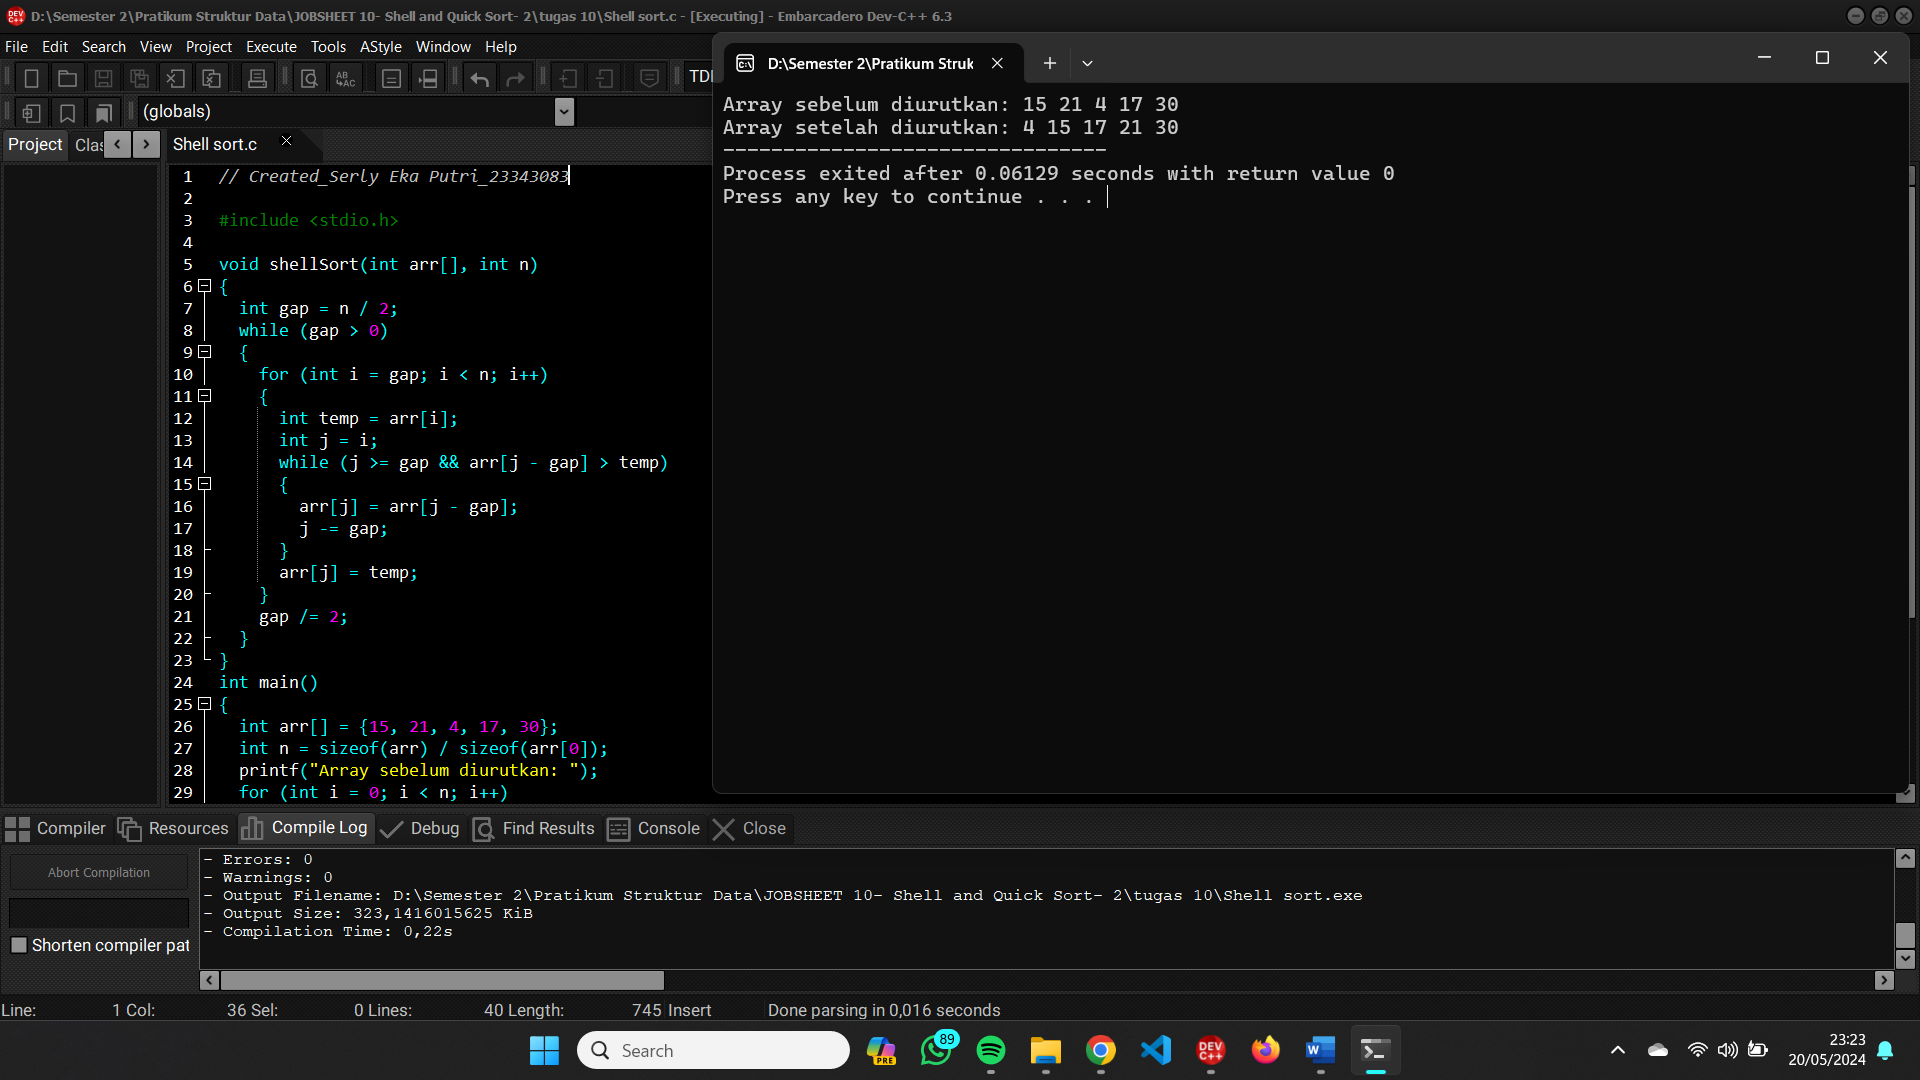 D:\Semester 2\Pratikum Struktur Data\JOBSHEET 10- Shell and Quick Sort- 2\tugas 10\Shell sort.c - [Executing] - Embarcadero Dev-C++ 6.3
File Edit Search View Project Execute Tools AStyle Window Help
(globals)
Project Clas
Shell sort.c
1 // Created_Serly Eka Putri_23343083
2
3 #include <stdio.h>
4
5 void shellSort(int arr[], int n)
6 {
7 int gap = n / 2;
8 while (gap > 0)
9 {
10 for (int i = gap; i < n; i++)
11 {
12 int temp = arr[i];
13 int j = i;
14 while (j >= gap && arr[j - gap] > temp)
15 {
16 arr[j] = arr[j - gap];
17 j -= gap;
18 }
19 arr[j] = temp;
20 }
21 gap /= 2;
22 }
23 }
24 int main()
25 {
26 int arr[] = {15, 21, 4, 17, 30};
27 int n = sizeof(arr) / sizeof(arr[0]);
28 printf("Array sebelum diurutkan: ");
29 for (int i = 0; i < n; i++)
D:\Semester 2\Pratikum Struk
Array sebelum diurutkan: 15 21 4 17 30
Array setelah diurutkan: 4 15 17 21 30
--------------------------------
Process exited after 0.06129 seconds with return value 0
Press any key to continue . . .
Compiler Resources Compile Log Debug Find Results Console Close
Abort Compilation
Shorten compiler pat
- Errors: 0
- Warnings: 0
- Output Filename: D:\Semester 2\Pratikum Struktur Data\JOBSHEET 10- Shell and Quick Sort- 2\tugas 10\Shell sort.exe
- Output Size: 323,1416015625 KiB
- Compilation Time: 0,22s
Line: 1 Col: 36 Sel: 0 Lines: 40 Length: 745 Insert Done parsing in 0,016 seconds
Search
PRE
89
DEV C++
23:23
20/05/2024